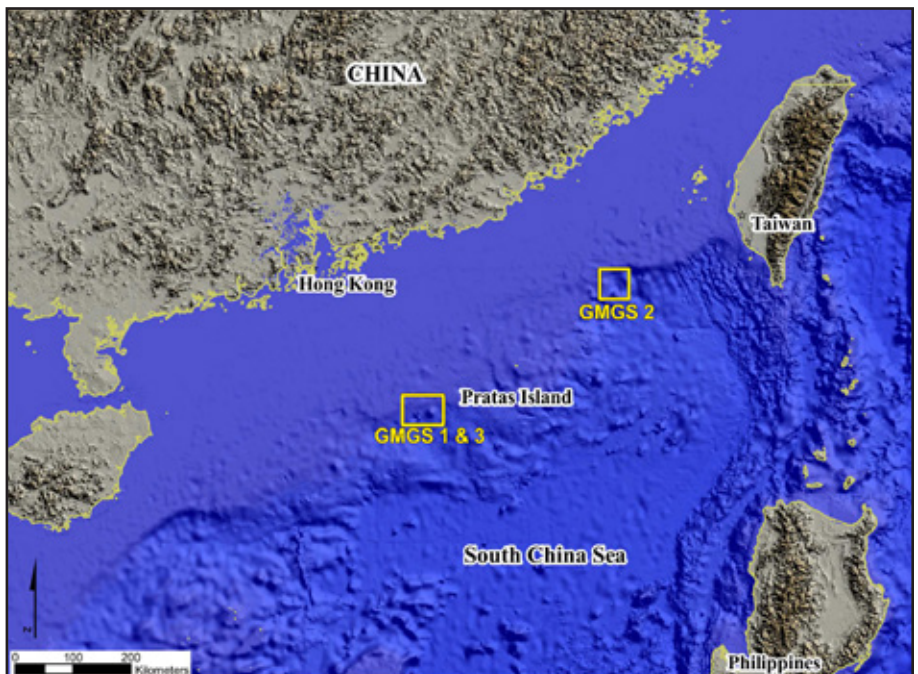 CHINA
Taiwan
Hong Kong
GMGS 2
Pratas Island
GMGS 1 & 3
South China Sea
N
0 100 200
Kilometers
Philippines